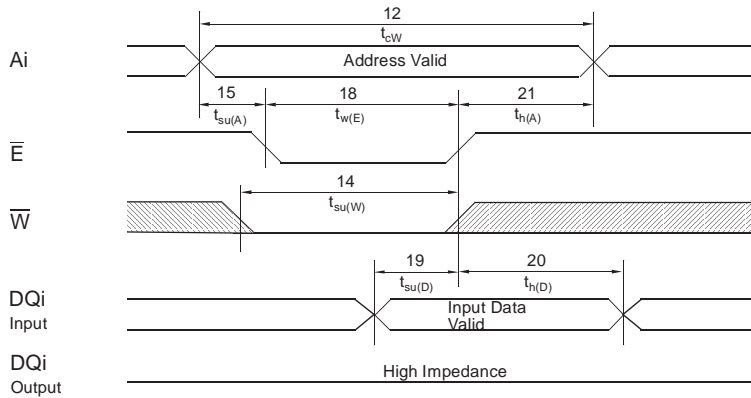 12
t_cW
Ai
Address Valid
15
18
21
t_su(A)
t_w(E)
t_h(A)
E̅
14
t_su(W)
W̅
19
20
t_su(D)
t_h(D)
DQi
Input
Input Data
Valid
DQi
Output
High Impedance